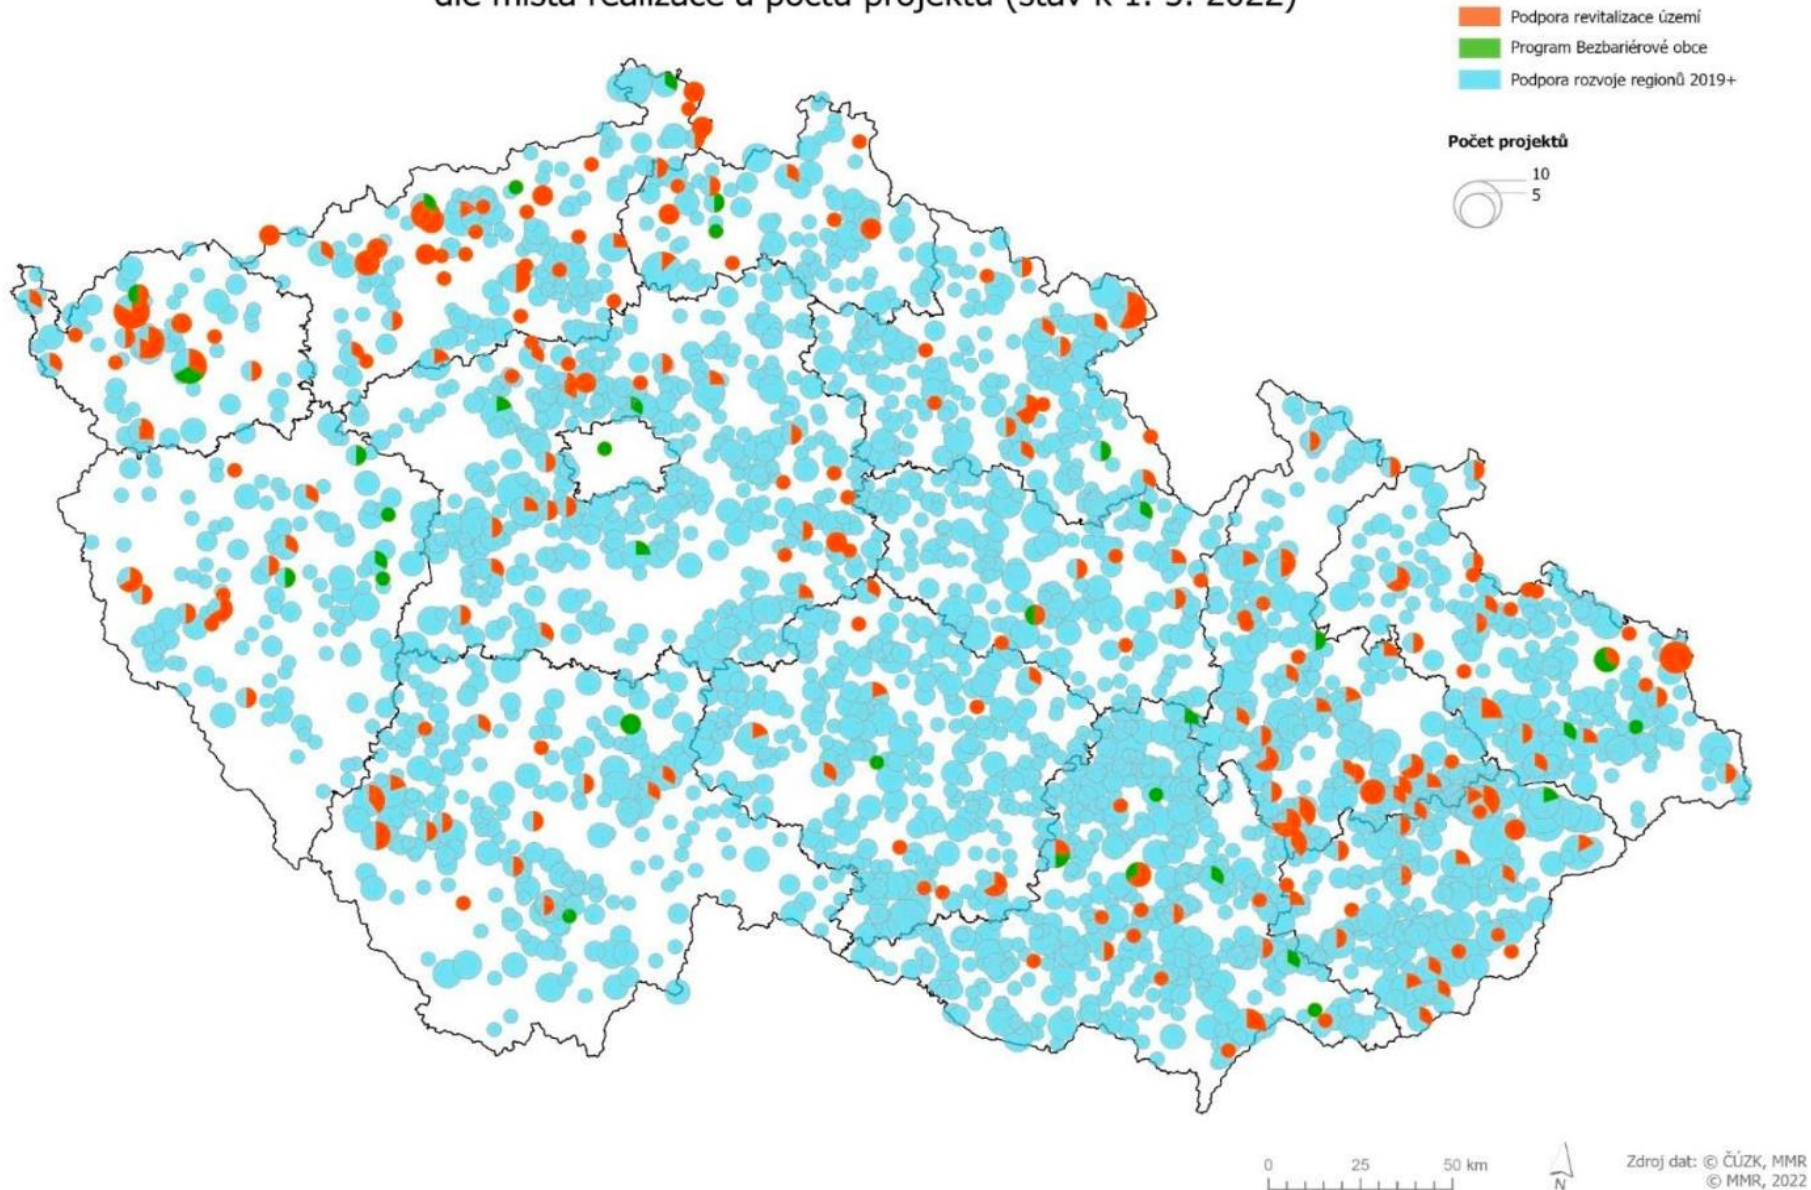 dle místa realizace a počtu projektů (stav k 1. 5. 2022)
Podpora revitalizace území
Program Bezbariérové obce
Podpora rozvoje regionů 2019+
Počet projektů
10
5
0 25 50 km
N
Zdroj dat: © ČÚZK, MMR
© MMR, 2022